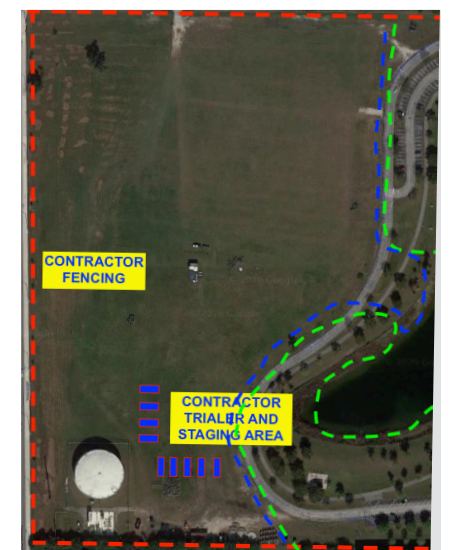 CONTRACTOR
FENCING
CONTRACTOR
TRIALER AND
STAGING AREA